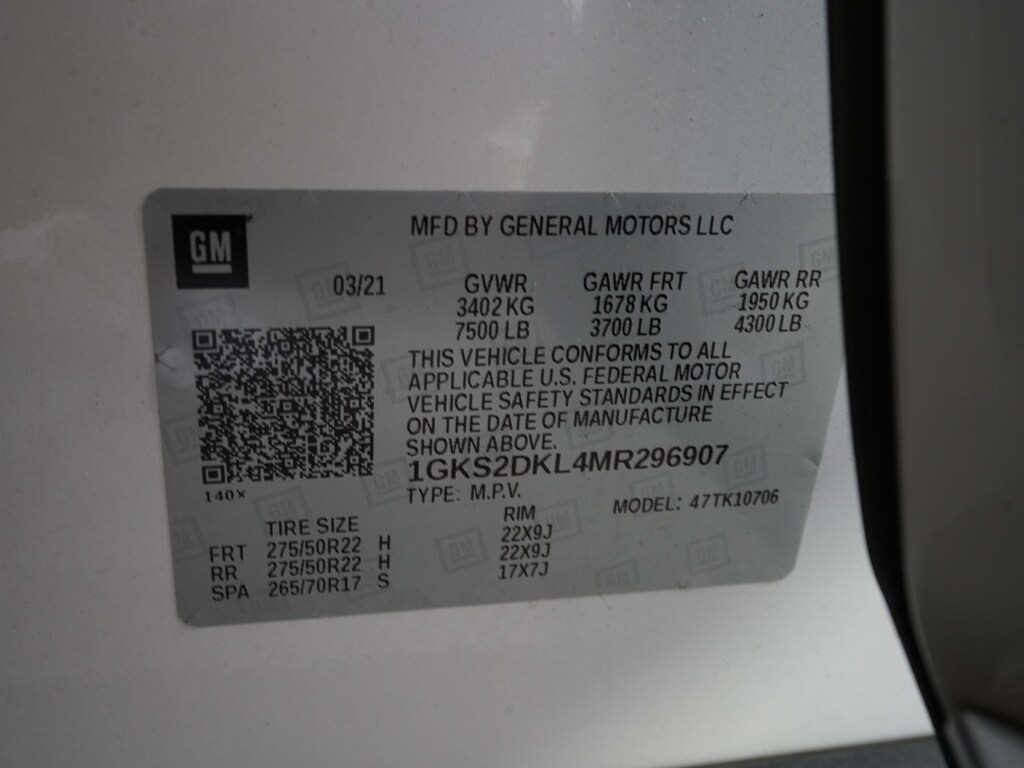 GM
MFD BY GENERAL MOTORS LLC
03/21 GVWR GAWR FRT GAWR RR
3402 KG 1678 KG 1950 KG
7500 LB 3700 LB 4300 LB
THIS VEHICLE CONFORMS TO ALL
APPLICABLE U.S. FEDERAL MOTOR
VEHICLE SAFETY STANDARDS IN EFFECT
ON THE DATE OF MANUFACTURE
SHOWN ABOVE.
1GKS2DKL4MR296907
140X
TYPE: M.P.V. MODEL: 47TK10706
TIRE SIZE RIM
FRT 275/50R22 H 22X9J
RR 275/50R22 H 22X9J
SPA 265/70R17 S 17X7J